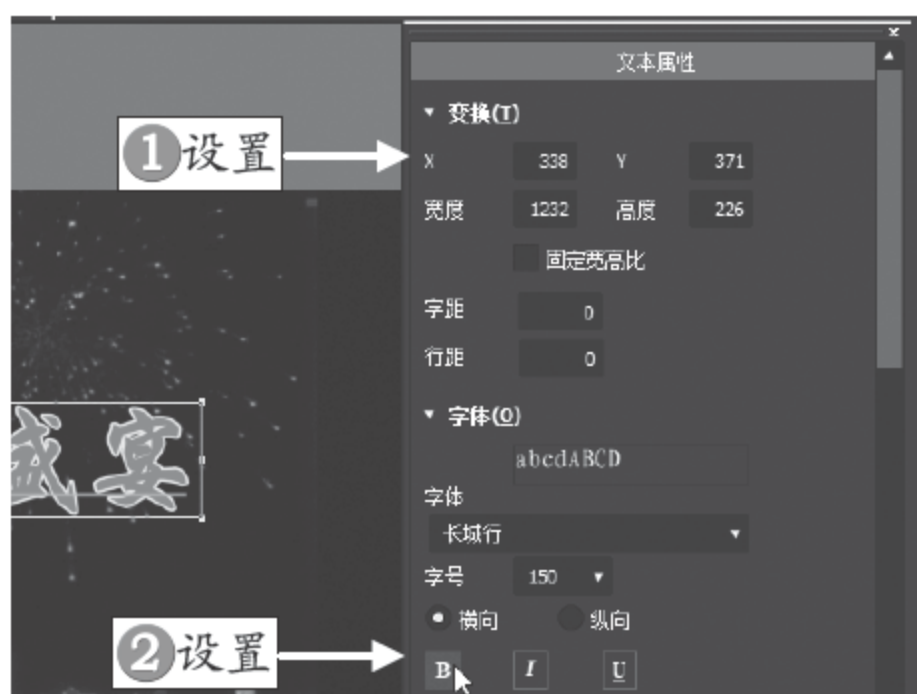 文本属性
变换(T)
1设置
X 338 Y 371
宽度 1232 高度 226
固定宽高比
字距 0
行距 0
字体(O)
盛宴
abcdABCD
字体
长城行
字号 150
横向 纵向
2设置
B I U